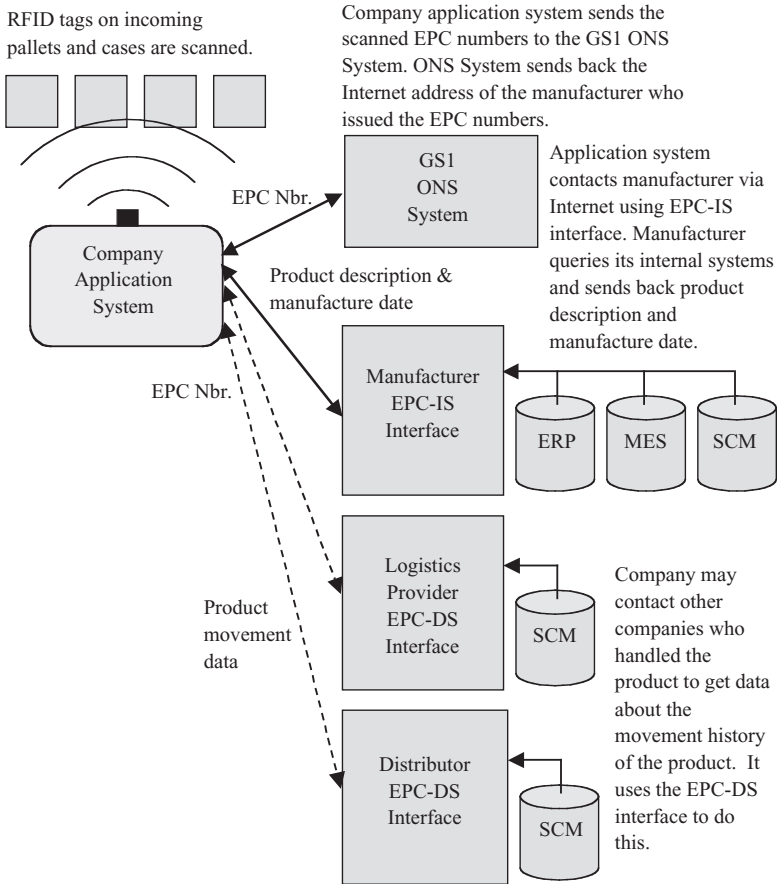 RFID tags on incoming
pallets and cases are scanned.
Company application system sends the
scanned EPC numbers to the GS1 ONS
System. ONS System sends back the
Internet address of the manufacturer who
issued the EPC numbers.
EPC Nbr.
GS1
ONS
System
Application system
contacts manufacturer via
Internet using EPC-IS
interface. Manufacturer
queries its internal systems
and sends back product
description and
manufacture date.
Company
Application
System
Product description &
manufacture date
EPC Nbr.
Manufacturer
EPC-IS
Interface
ERP
MES
SCM
Logistics
Provider
EPC-DS
Interface
SCM
Product
movement
data
Company may
contact other
companies who
handled the
product to get data
about the
movement history
of the product. It
uses the EPC-DS
interface to do
this.
Distributor
EPC-DS
Interface
SCM